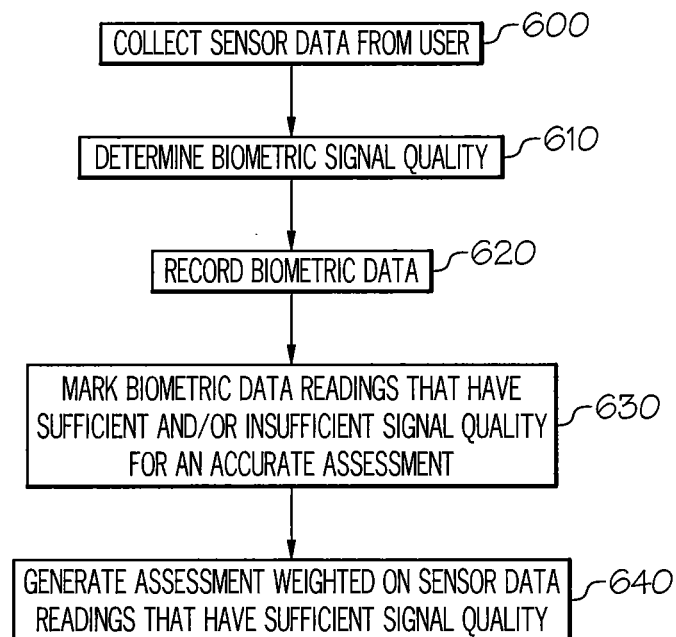 COLLECT SENSOR DATA FROM USER
600
DETERMINE BIOMETRIC SIGNAL QUALITY
610
RECORD BIOMETRIC DATA
620
MARK BIOMETRIC DATA READINGS THAT HAVE
SUFFICIENT AND/OR INSUFFICIENT SIGNAL QUALITY
FOR AN ACCURATE ASSESSMENT
630
GENERATE ASSESSMENT WEIGHTED ON SENSOR DATA
READINGS THAT HAVE SUFFICIENT SIGNAL QUALITY
640